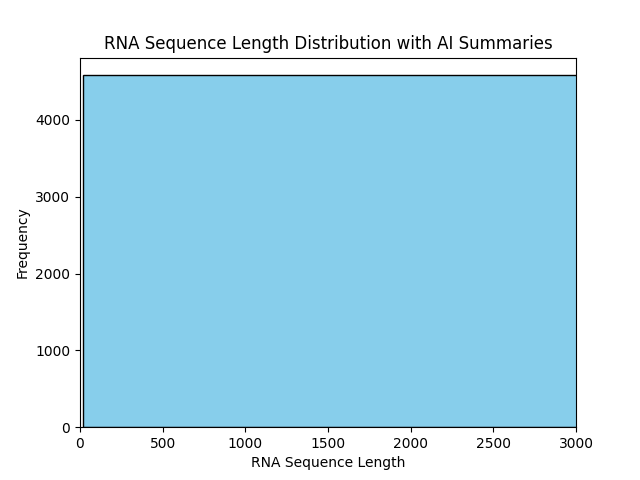 RNA Sequence Length Distribution with AI Summaries
Frequency
4000
3000
2000
1000
0
0 500 1000 1500 2000 2500 3000
RNA Sequence Length